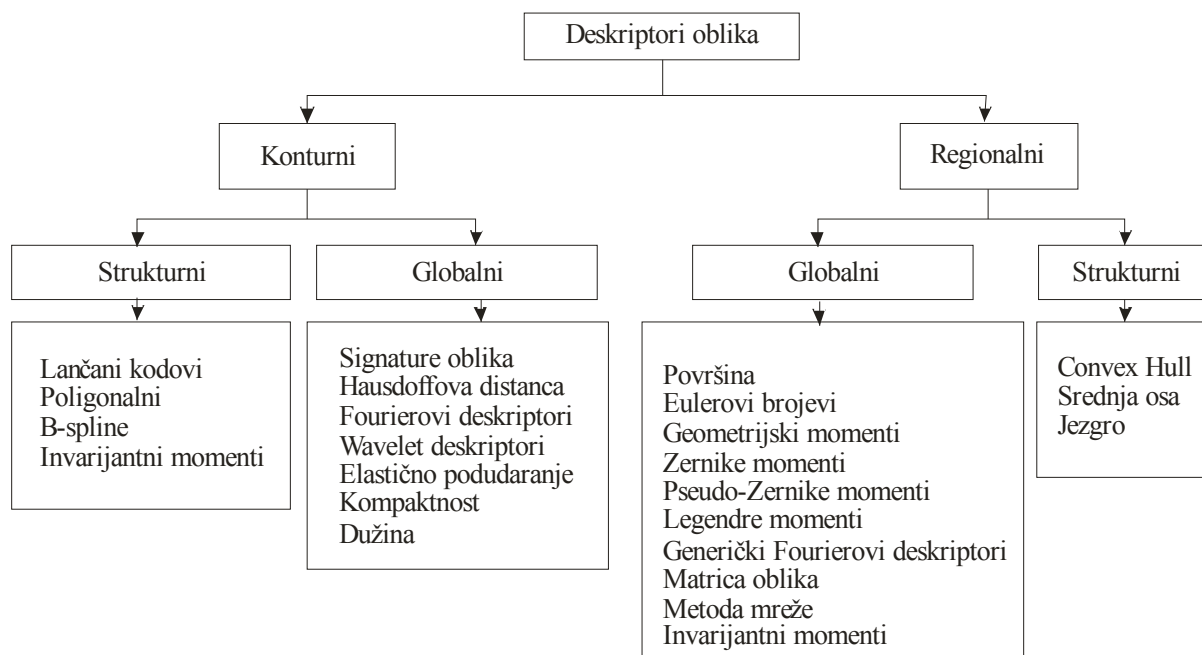 Deskriptori oblika
Konturni
Regionalni
Strukturni
Globalni
Globalni
Strukturni
Lančani kodovi
Poligonalni
B-spline
Invarijantni momenti
Signature oblika
Hausdoffova distanca
Fourierovi deskriptori
Wavelet deskriptori
Elastično podudaranje
Kompaktnost
Dužina
Površina
Eulerovi brojevi
Geometrijski momenti
Zernike momenti
Pseudo-Zernike momenti
Legendre momenti
Generički Fourierovi deskriptori
Matrica oblika
Metoda mreže
Invarijantni momenti
Convex Hull
Srednja osa
Jezgro